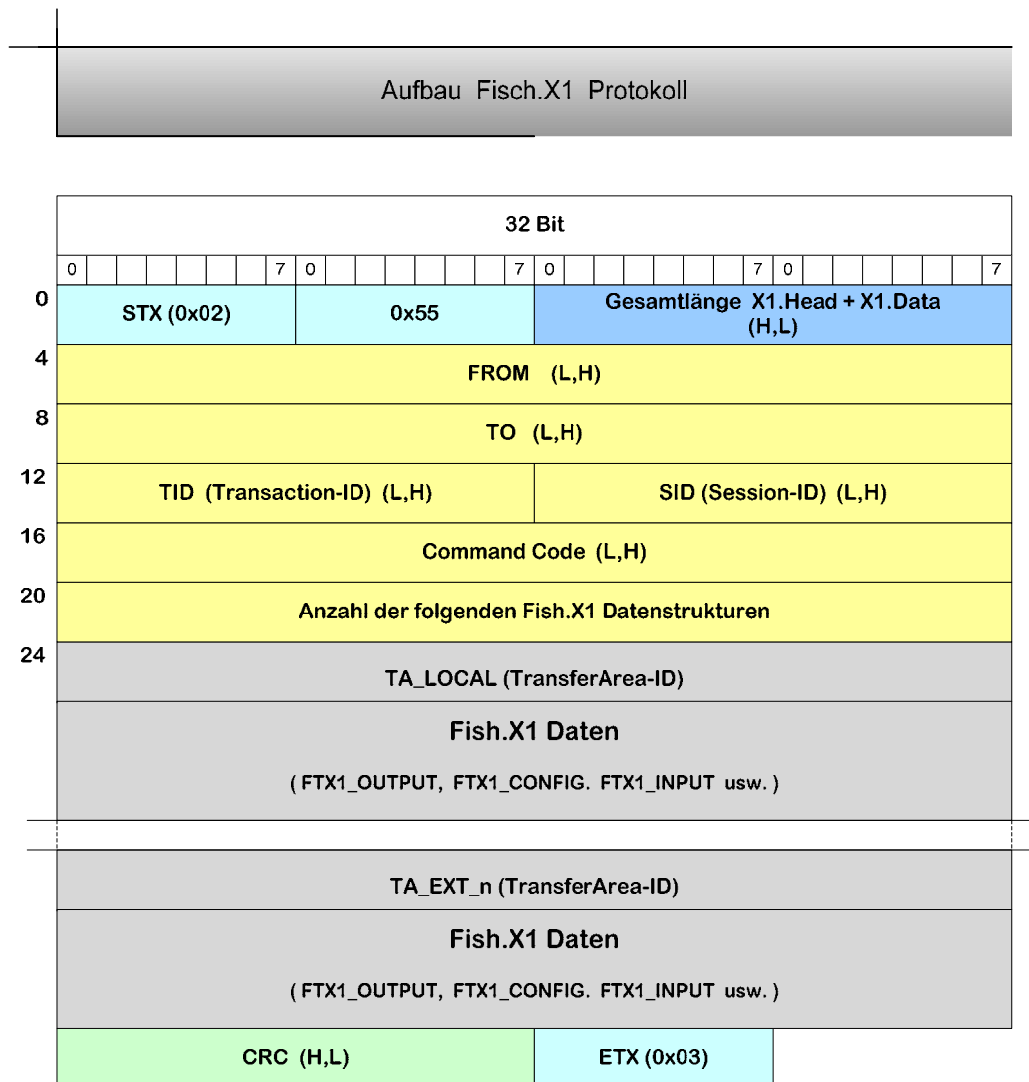 Aufbau Fisch.X1 Protokoll
32 Bit
0 7 0 7 0 7 0 7
0
STX (0x02)
0x55
Gesamtlänge X1.Head + X1.Data
(H,L)
4
FROM (L,H)
8
TO (L,H)
12
TID (Transaction-ID) (L,H)
SID (Session-ID) (L,H)
16
Command Code (L,H)
20
Anzahl der folgenden Fish.X1 Datenstrukturen
24
TA_LOCAL (TransferArea-ID)
Fish.X1 Daten
( FTX1_OUTPUT, FTX1_CONFIG. FTX1_INPUT usw. )
TA_EXT_n (TransferArea-ID)
Fish.X1 Daten
( FTX1_OUTPUT, FTX1_CONFIG. FTX1_INPUT usw. )
CRC (H,L)
ETX (0x03)